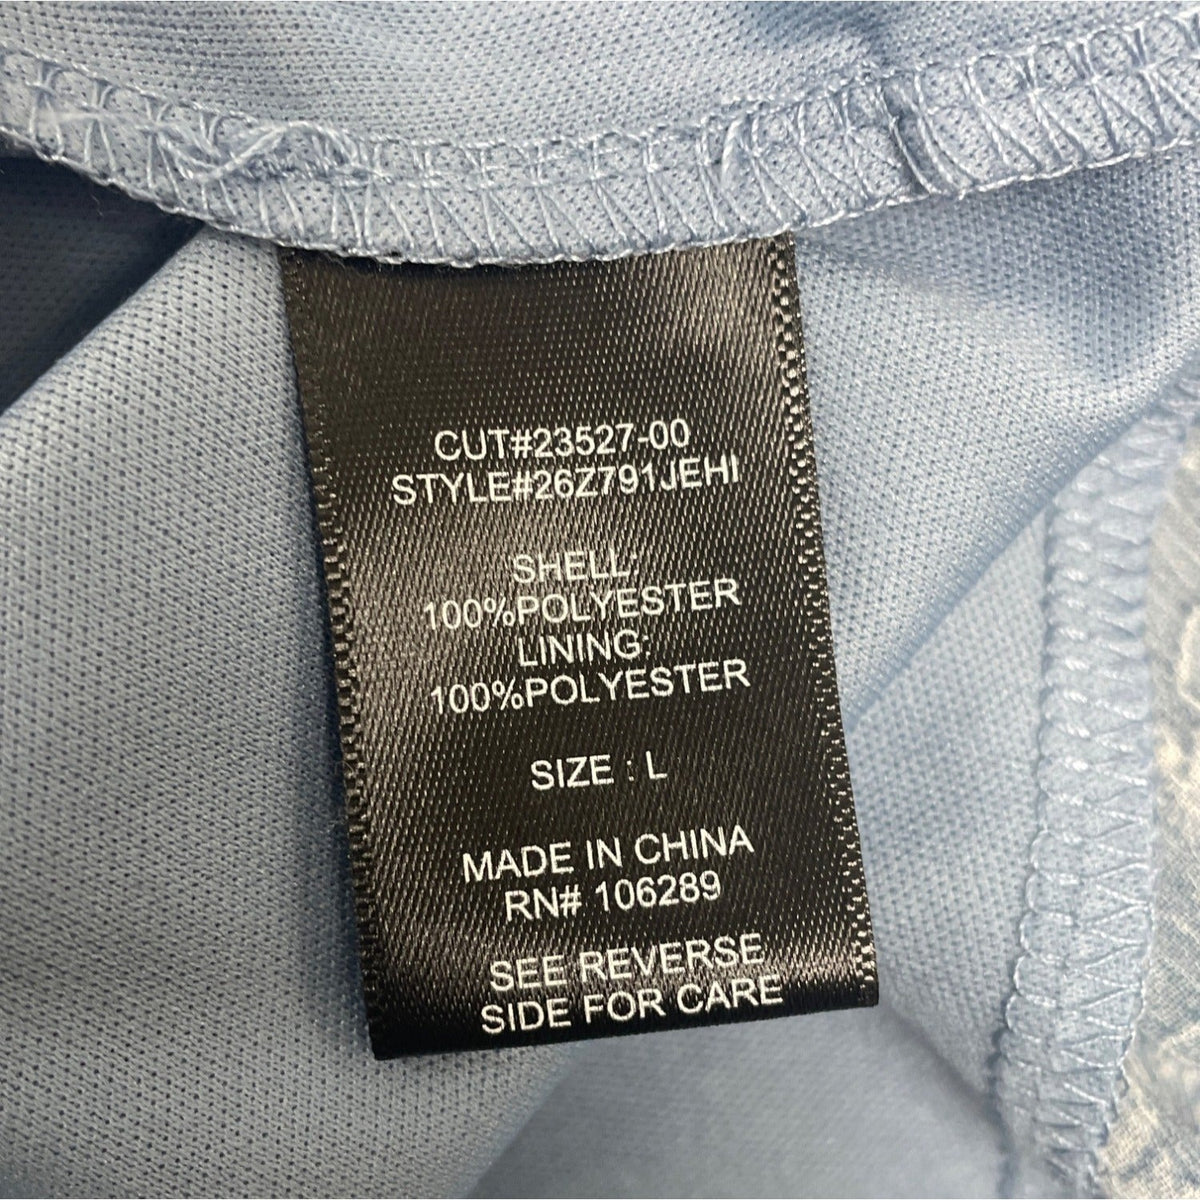 CUT#23527-00
STYLE#26Z791JEHI
SHELL:
100%POLYESTER
LINING:
100%POLYESTER
SIZE : L
MADE IN CHINA
RN# 106289
SEE REVERSE
SIDE FOR CARE